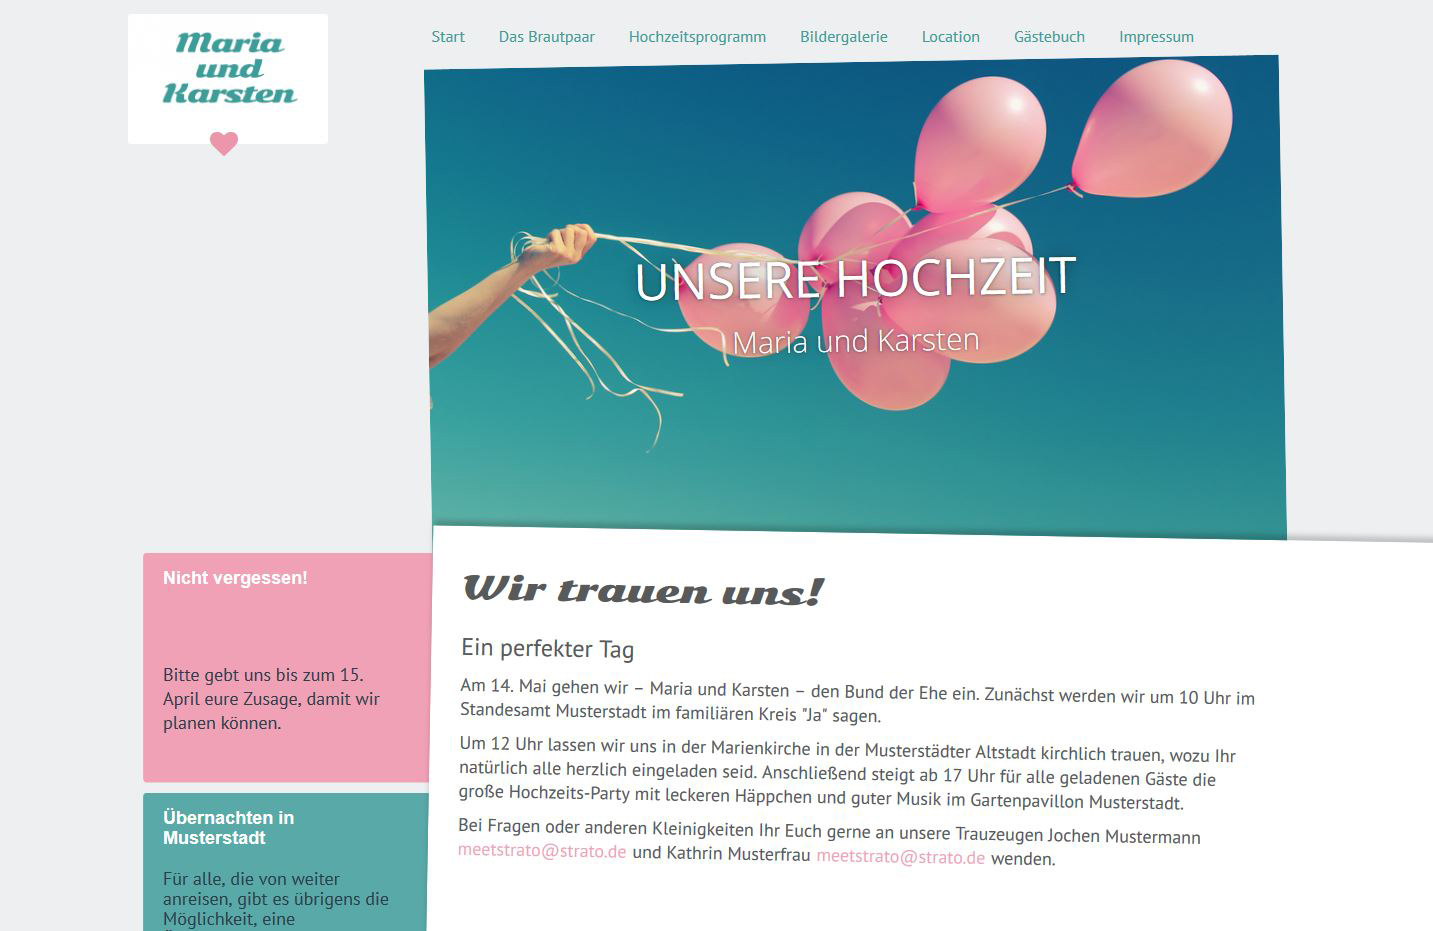 Maria
und
Karsten
Start Das Brautpaar Hochzeitsprogramm Bildergalerie Location Gästebuch Impressum
UNSERE HOCHZEIT
Maria und Karsten
Nicht vergessen!
Bitte gebt uns bis zum 15.
April eure Zusage, damit wir
planen können.
Übernachten in
Musterstadt
Für alle, die von weiter
anreisen, gibt es übrigens die
Möglichkeit, eine
Wir trauen uns!
Ein perfekter Tag
Am 14. Mai gehen wir – Maria und Karsten – den Bund der Ehe ein. Zunächst werden wir um 10 Uhr im
Standesamt Musterstadt im familiären Kreis "Ja" sagen.
Um 12 Uhr lassen wir uns in der Marienkirche in der Musterstädter Altstadt kirchlich trauen, wozu Ihr
natürlich alle herzlich eingeladen seid. Anschließend steigt ab 17 Uhr für alle geladenen Gäste die
große Hochzeits-Party mit leckeren Häppchen und guter Musik im Gartenpavillon Musterstadt.
Bei Fragen oder anderen Kleinigkeiten Ihr Euch gerne an unsere Trauzeugen Jochen Mustermann
meetstrato@strato.de und Kathrin Musterfrau meetstrato@strato.de wenden.